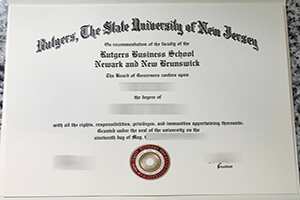 Rutgers, The State University of New Jersey
On recommendation of the faculty of the
Rutgers Business School
Newark and New Brunswick
The Board of Governors confers upon
the degree of
with all the rights, responsibilities, privileges, and immunities appertaining thereunto.
Granted under the seal of the university on the
nineteenth day of May,
President